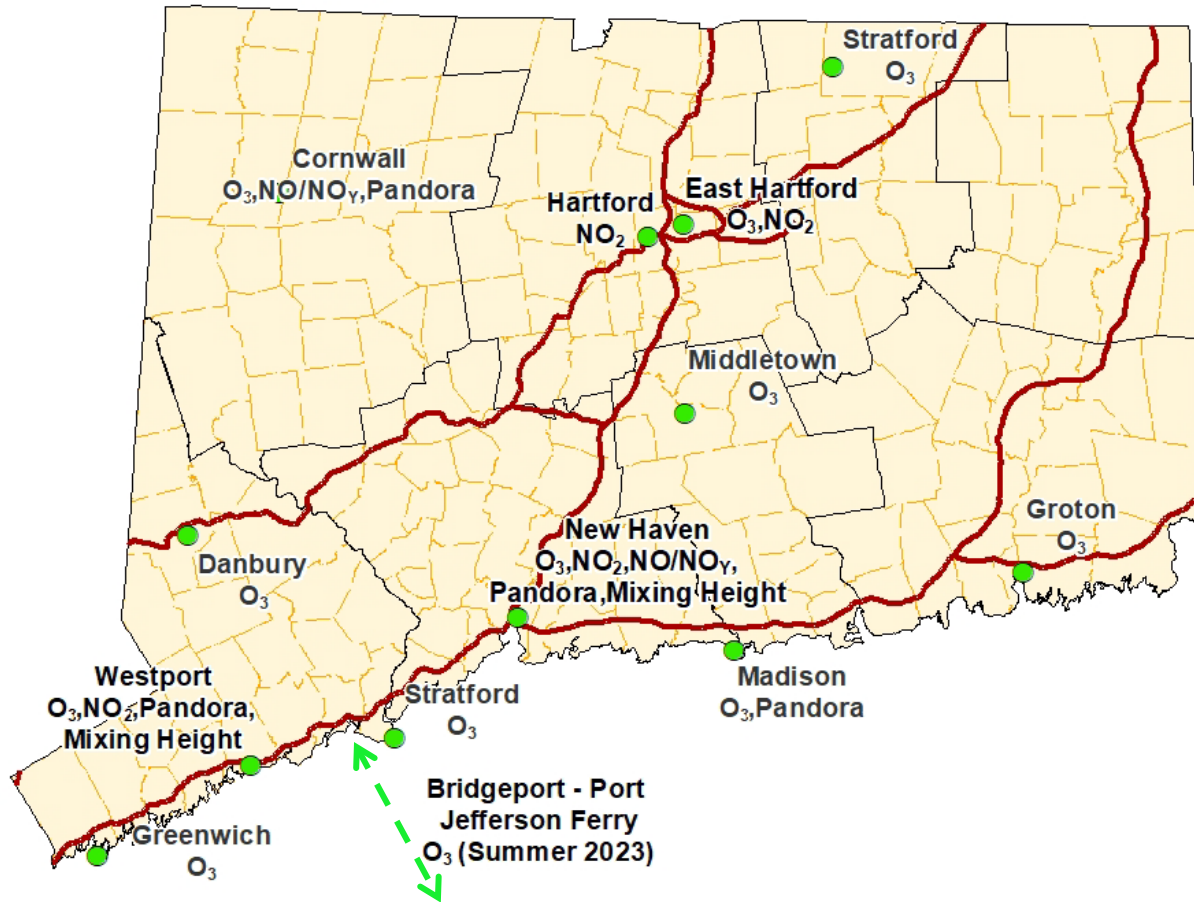 Stratford
O₃
Cornwall
O₃,NO/NOY,Pandora
East Hartford
O₃,NO₂
Hartford
NO₂
Middletown
O₃
Groton
O₃
New Haven
O₃,NO₂,NO/NOY,
Pandora,Mixing Height
Danbury
O₃
Westport
O₃,NO₂,Pandora,
Mixing Height
Stratford
O₃
Madison
O₃,Pandora
Bridgeport - Port
Jefferson Ferry
O₃ (Summer 2023)
Greenwich
O₃